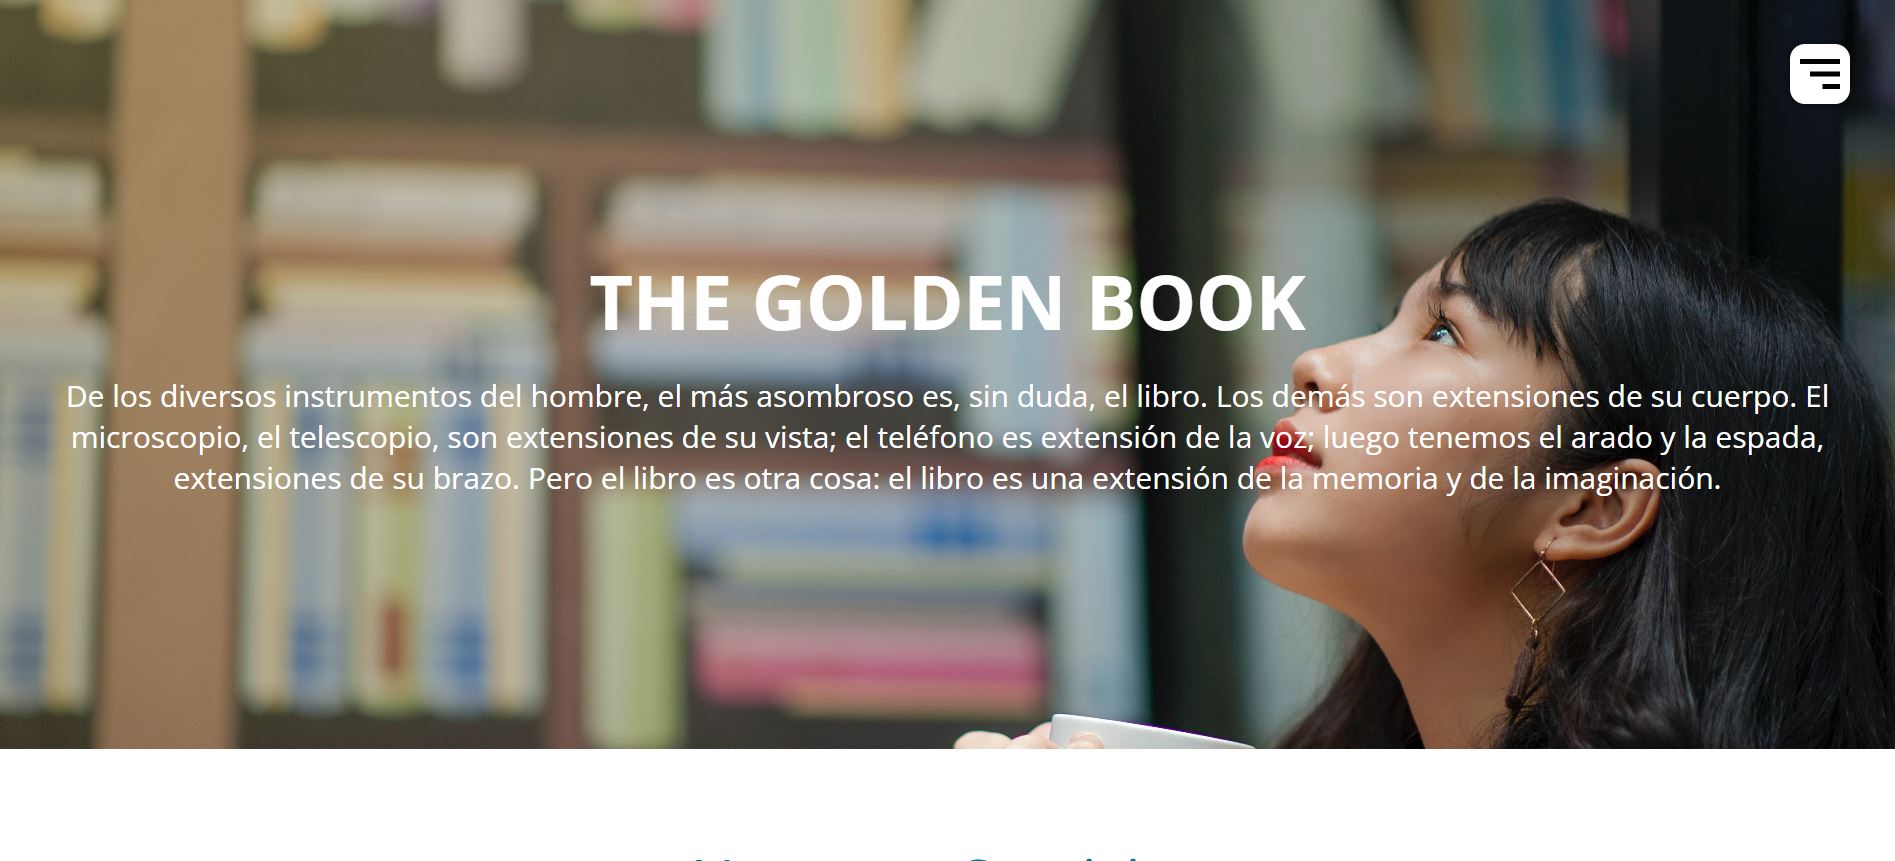 THE GOLDEN BOOK
De los diversos instrumentos del hombre, el más asombroso es, sin duda, el libro. Los demás son extensiones de su cuerpo. El
microscopio, el telescopio, son extensiones de su vista; el teléfono es extensión de la voz; luego tenemos el arado y la espada,
extensiones de su brazo. Pero el libro es otra cosa: el libro es una extensión de la memoria y de la imaginación.